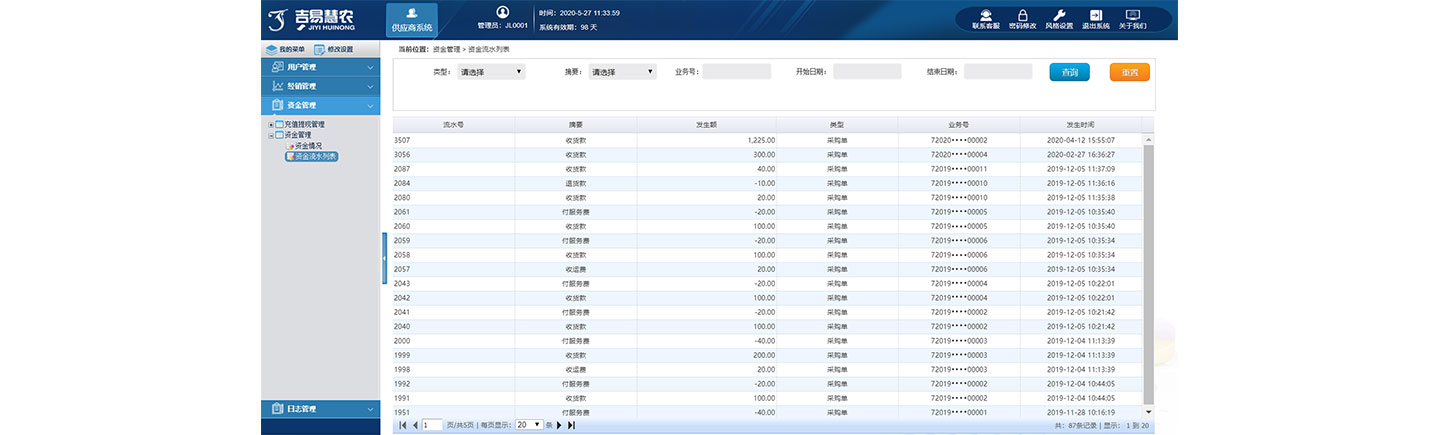 吉易慧农
JIYI HUINONG
供应商系统
管理员：JL0001
时间：2020-5-27 11:33:59
系统有效期：98 天
联系客服 密码修改 风格设置 退出系统 关于我们
我的菜单 修改设置
当前位置：资金管理 > 资金流水列表
用户管理
经销管理
资金管理
充值提现管理
资金管理
资金情况
资金流水列表
日志管理
类型： 请选择 摘要： 请选择 业务号： 开始日期： 结束日期： 查询 重置
流水号 摘要 发生额 类型 业务号 发生时间
3507 收货款 1,225.00 采购单 72020••••00002 2020-04-12 15:55:07
3056 收货款 300.00 采购单 72020••••00004 2020-02-27 16:36:27
2087 收货款 40.00 采购单 72019••••00011 2019-12-05 11:37:09
2084 退货款 -10.00 采购单 72019••••00010 2019-12-05 11:36:16
2080 收货款 20.00 采购单 72019••••00010 2019-12-05 11:35:38
2061 付服务费 -20.00 采购单 72019••••00005 2019-12-05 10:35:40
2060 收货款 100.00 采购单 72019••••00005 2019-12-05 10:35:40
2059 付服务费 -20.00 采购单 72019••••00006 2019-12-05 10:35:34
2058 收货款 100.00 采购单 72019••••00006 2019-12-05 10:35:34
2057 收运费 20.00 采购单 72019••••00006 2019-12-05 10:35:34
2043 付服务费 -20.00 采购单 72019••••00004 2019-12-05 10:22:01
2042 收货款 100.00 采购单 72019••••00004 2019-12-05 10:22:01
2041 付服务费 -20.00 采购单 72019••••00002 2019-12-05 10:21:42
2040 收货款 100.00 采购单 72019••••00002 2019-12-05 10:21:42
2000 付服务费 -40.00 采购单 72019••••00003 2019-12-04 11:13:39
1999 收货款 200.00 采购单 72019••••00003 2019-12-04 11:13:39
1998 收运费 20.00 采购单 72019••••00003 2019-12-04 11:13:39
1992 付服务费 -20.00 采购单 72019••••00002 2019-12-04 10:44:05
1991 收货款 100.00 采购单 72019••••00002 2019-12-04 10:44:05
1951 付服务费 -40.00 采购单 72019••••00001 2019-11-28 10:16:19
1 页/共5页 | 每页显示： 20 条 共：87条记录 | 显示： 1 到 20